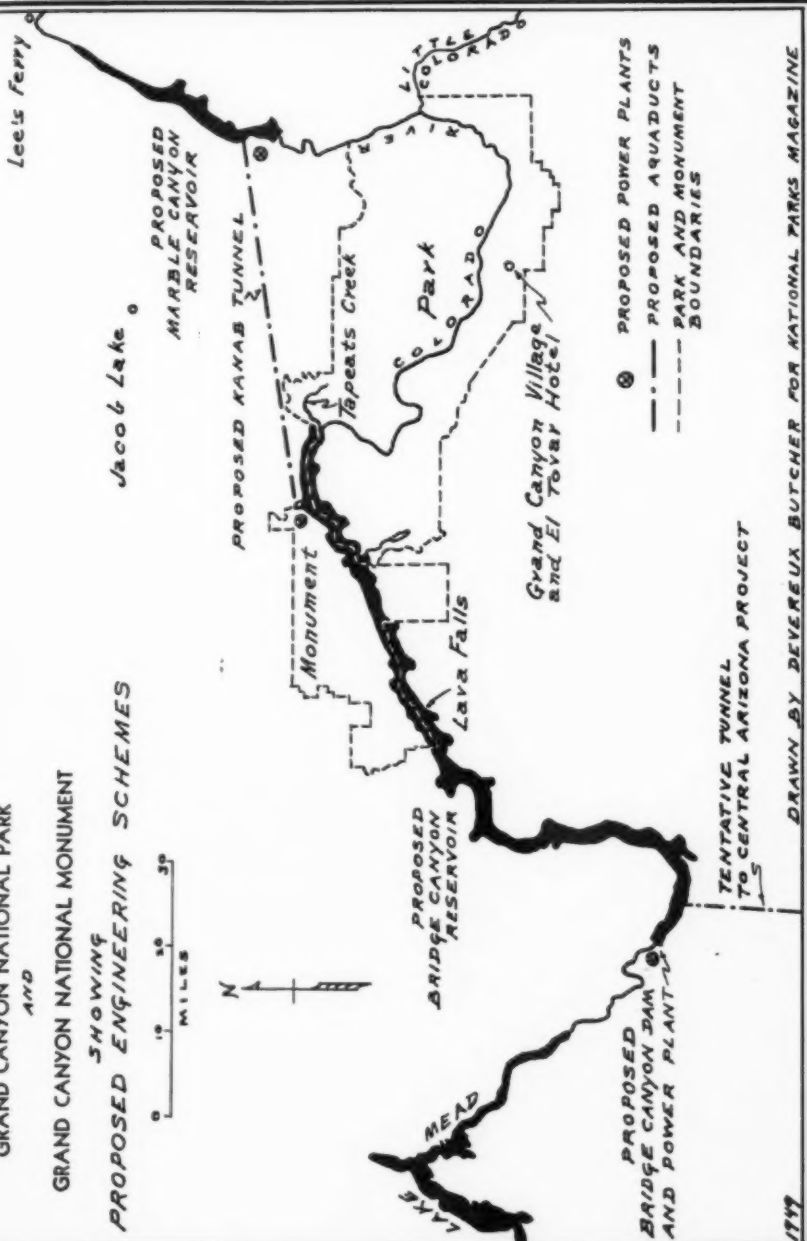 GRAND CANYON NATIONAL PARK
AND
GRAND CANYON NATIONAL MONUMENT
SHOWING
PROPOSED ENGINEERING SCHEMES
0 10 20 30
MILES
N
Lee's Ferry
Jacob Lake
PROPOSED
MARBLE CANYON
RESERVOIR
PROPOSED KANAB TUNNEL
LITTLE
COLORADO
RIVER
Tapeats Creek
Park
COLORADO
Monument
Lava Falls
Grand Canyon Village
and El Tovar Hotel
PROPOSED
BRIDGE CANYON
RESERVOIR
LAKE MEAD
PROPOSED
BRIDGE CANYON DAM
AND POWER PLANT
TENTATIVE TUNNEL
TO CENTRAL ARIZONA PROJECT
PROPOSED POWER PLANTS
PROPOSED AQUADUCTS
PARK AND MONUMENT
BOUNDARIES
1949
DRAWN BY DEVEREUX BUTCHER FOR NATIONAL PARKS MAGAZINE